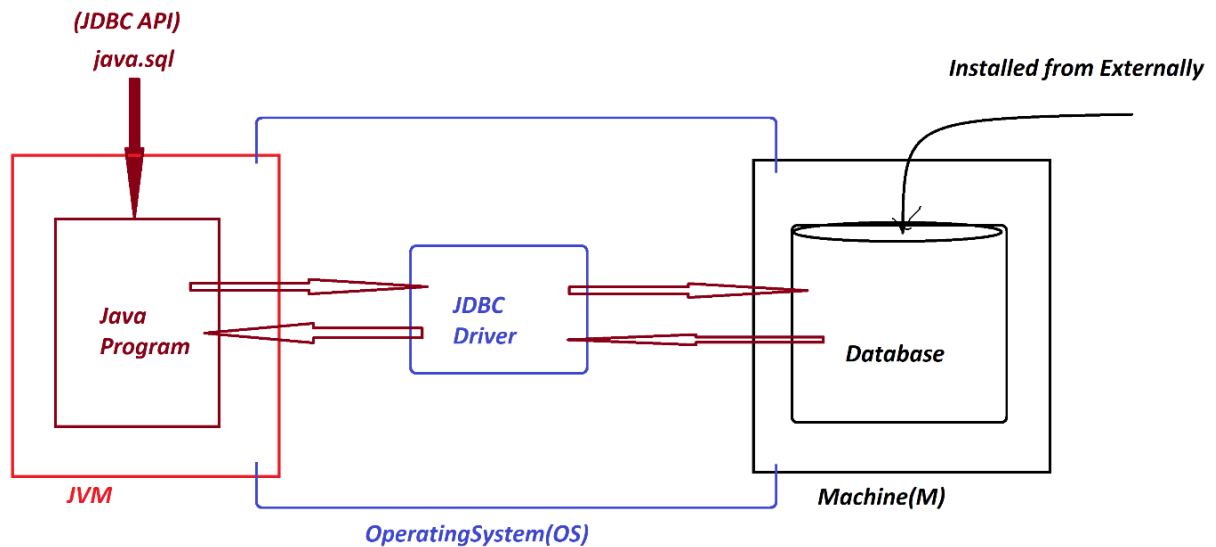 (JDBC API)
java.sql
Installed from Externally
Java
Program
JDBC
Driver
Database
JVM
Machine(M)
OperatingSystem(OS)